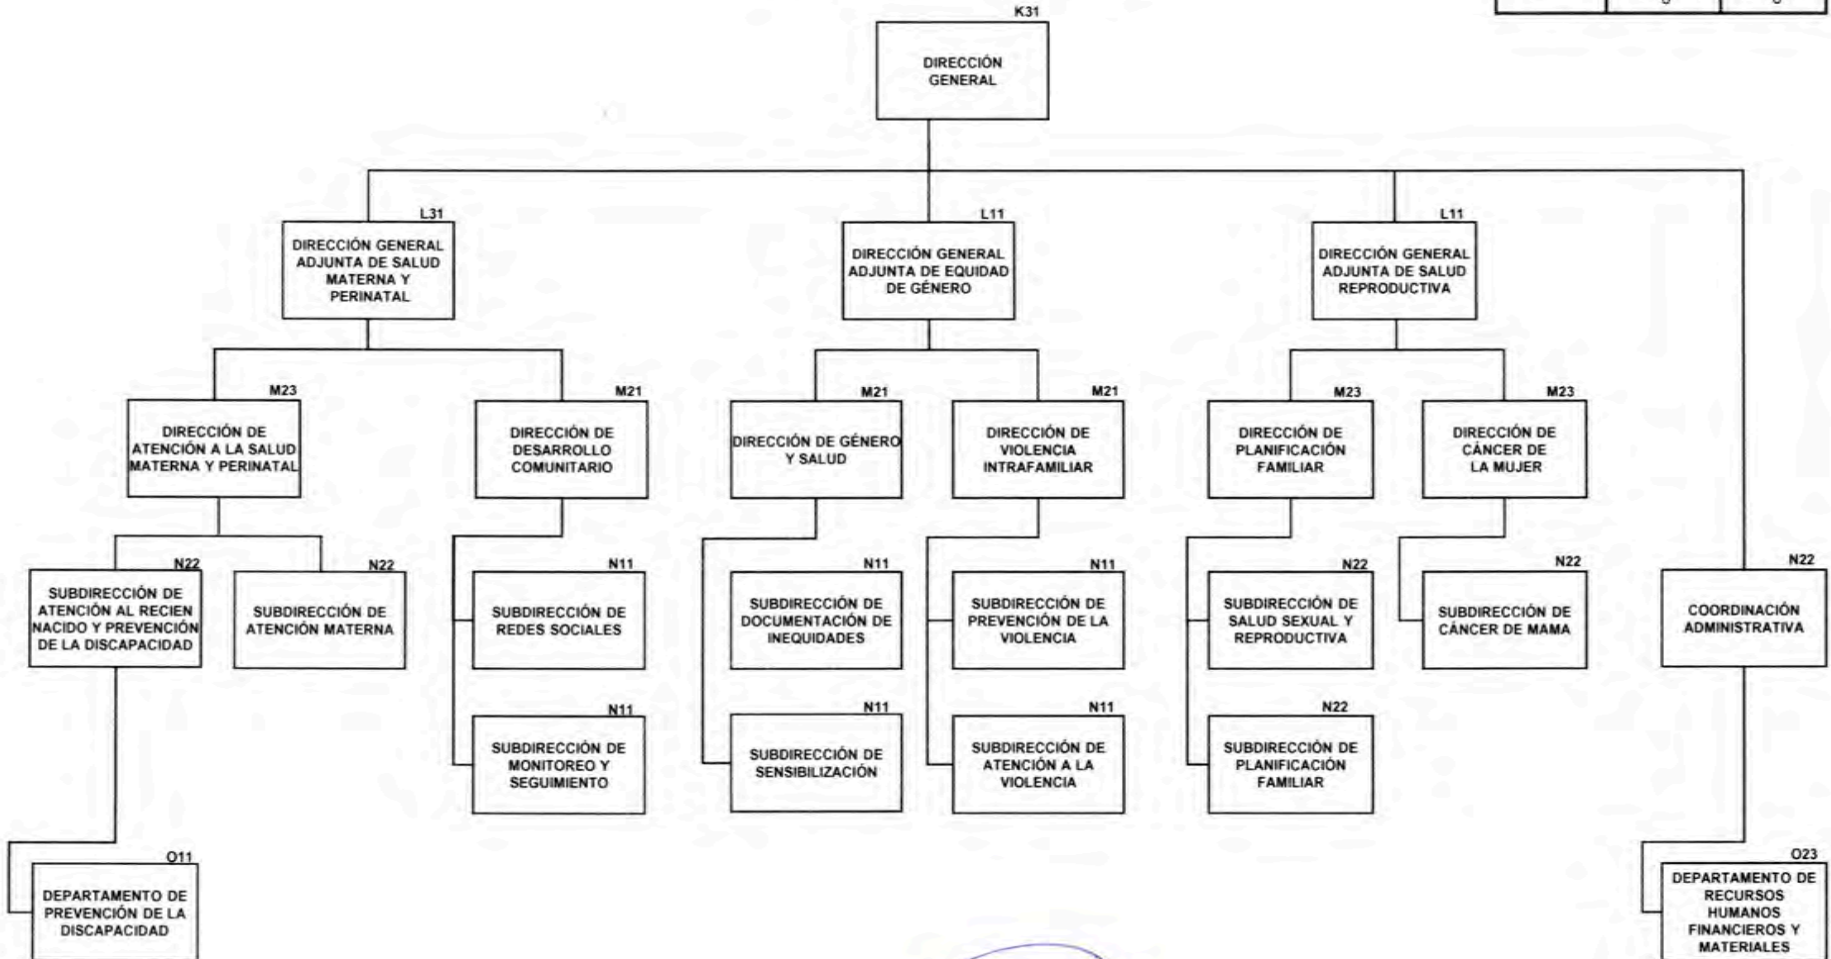 K31
DIRECCIÓN
GENERAL
L31
DIRECCIÓN GENERAL
ADJUNTA DE SALUD
MATERNA Y
PERINATAL
L11
DIRECCIÓN GENERAL
ADJUNTA DE EQUIDAD
DE GÉNERO
L11
DIRECCIÓN GENERAL
ADJUNTA DE SALUD
REPRODUCTIVA
M23
DIRECCIÓN DE
ATENCIÓN A LA SALUD
MATERNA Y PERINATAL
M21
DIRECCIÓN DE
DESARROLLO
COMUNITARIO
M21
DIRECCIÓN DE GÉNERO
Y SALUD
M21
DIRECCIÓN DE
VIOLENCIA
INTRAFAMILIAR
M23
DIRECCIÓN DE
PLANIFICACIÓN
FAMILIAR
M23
DIRECCIÓN DE
CÁNCER DE
LA MUJER
N22
SUBDIRECCIÓN DE
ATENCIÓN AL RECIEN
NACIDO Y PREVENCIÓN
DE LA DISCAPACIDAD
N22
SUBDIRECCIÓN DE
ATENCIÓN MATERNA
N11
SUBDIRECCIÓN DE
REDES SOCIALES
N11
SUBDIRECCIÓN DE
DOCUMENTACIÓN DE
INEQUIDADES
N11
SUBDIRECCIÓN DE
PREVENCIÓN DE LA
VIOLENCIA
N22
SUBDIRECCIÓN DE
SALUD SEXUAL Y
REPRODUCTIVA
N22
SUBDIRECCIÓN DE
CÁNCER DE MAMA
N22
COORDINACIÓN
ADMINISTRATIVA
N11
SUBDIRECCIÓN DE
MONITOREO Y
SEGUIMIENTO
N11
SUBDIRECCIÓN DE
SENSIBILIZACIÓN
N11
SUBDIRECCIÓN DE
ATENCIÓN A LA
VIOLENCIA
N22
SUBDIRECCIÓN DE
PLANIFICACIÓN
FAMILIAR
O11
DEPARTAMENTO DE
PREVENCIÓN DE LA
DISCAPACIDAD
O23
DEPARTAMENTO DE
RECURSOS
HUMANOS
FINANCIEROS Y
MATERIALES